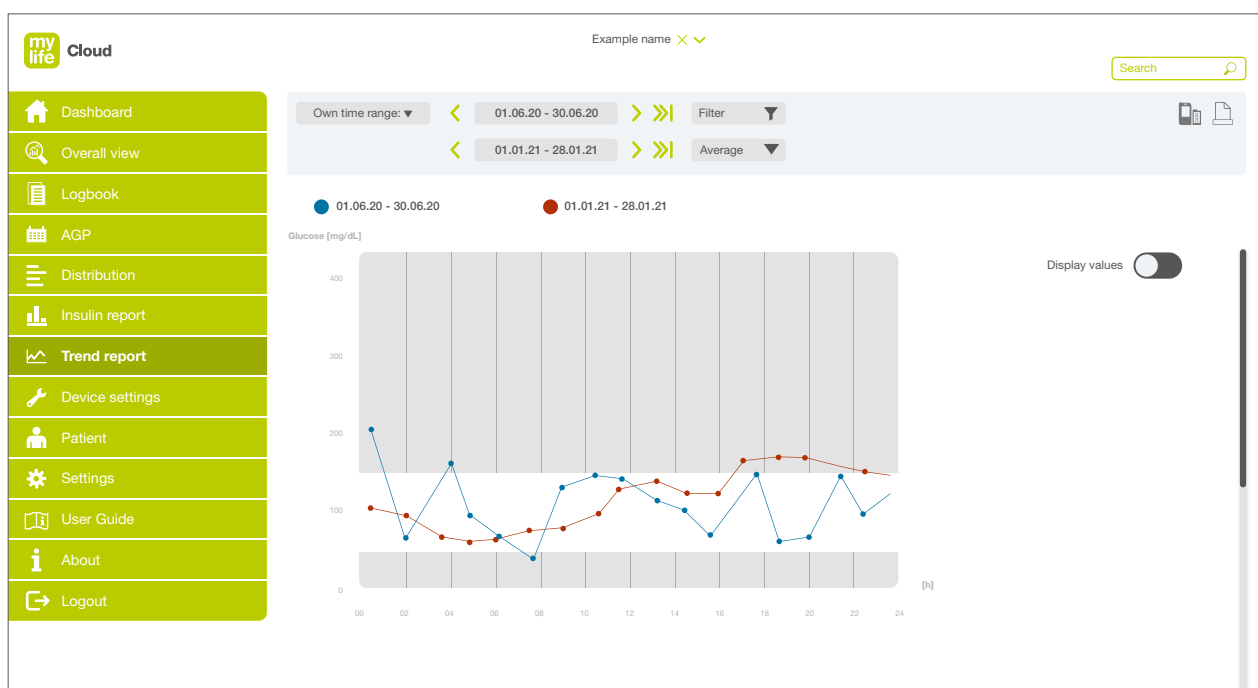 my
life
Cloud
Example name
Search
Dashboard
Overall view
Logbook
AGP
Distribution
Insulin report
Trend report
Device settings
Patient
Settings
User Guide
About
Logout
Own time range:
01.06.20 - 30.06.20
Filter
01.01.21 - 28.01.21
Average
01.06.20 - 30.06.20
01.01.21 - 28.01.21
Glucose [mg/dL]
Display values
400
300
200
100
0
[h]
00 02 04 06 08 10 12 14 16 18 20 22 24